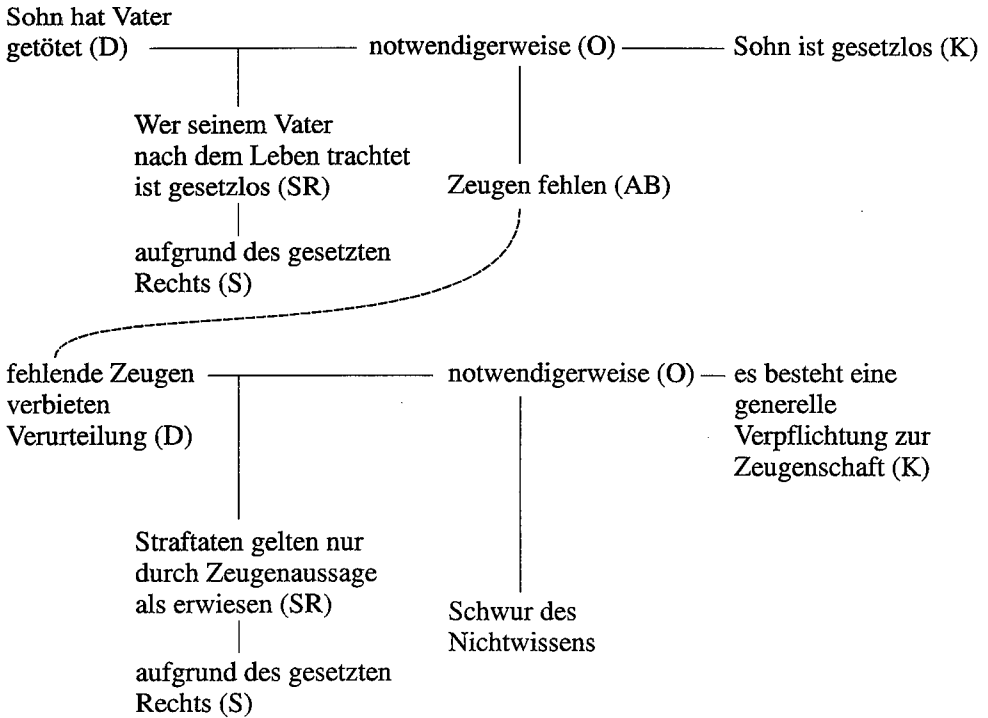 Sohn hat Vater
getötet (D)
notwendigerweise (O)
Sohn ist gesetzlos (K)
Wer seinem Vater
nach dem Leben trachtet
ist gesetzlos (SR)
Zeugen fehlen (AB)
aufgrund des gesetzten
Rechts (S)
fehlende Zeugen
verbieten
Verurteilung (D)
notwendigerweise (O)
es besteht eine
generelle
Verpflichtung zur
Zeugenschaft (K)
Straftaten gelten nur
durch Zeugenaussage
als erwiesen (SR)
Schwur des
Nichtwissens
aufgrund des gesetzten
Rechts (S)